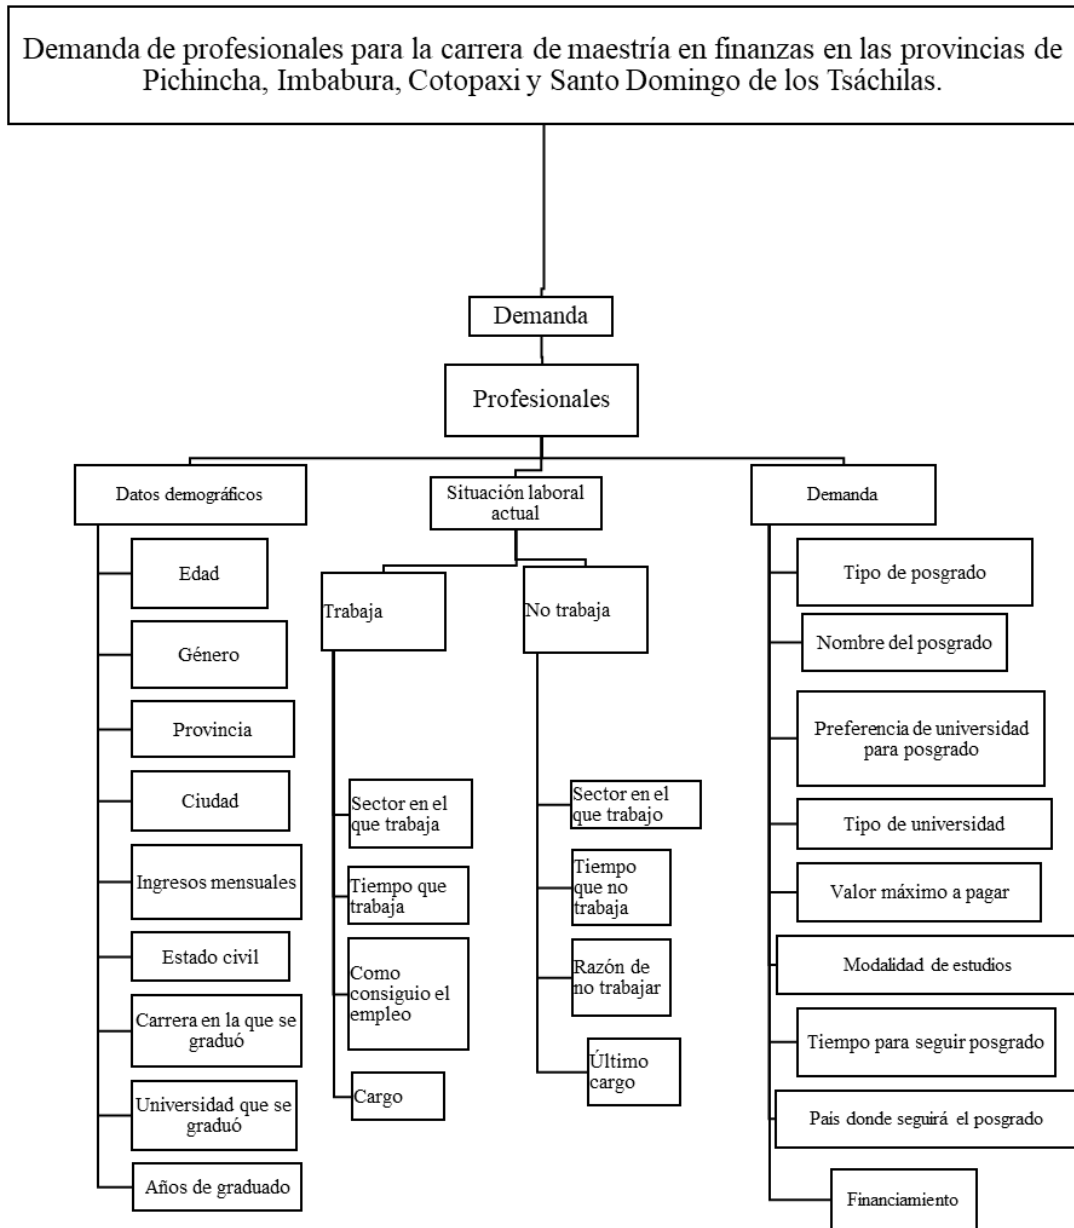 Demanda de profesionales para la carrera de maestría en finanzas en las provincias de
Pichincha, Imbabura, Cotopaxi y Santo Domingo de los Tsáchilas.
Demanda
Profesionales
Datos demográficos
Edad
Género
Provincia
Ciudad
Ingresos mensuales
Estado civil
Carrera en la que se
graduó
Universidad que se
graduó
Años de graduado
Situación laboral
actual
Trabaja
Sector en el
que trabaja
Tiempo que
trabaja
Como
consiguio el
empleo
Cargo
No trabaja
Sector en el
que trabajo
Tiempo
que no
trabaja
Razón de
no trabajar
Último
cargo
Demanda
Tipo de posgrado
Nombre del posgrado
Preferencia de universidad
para posgrado
Tipo de universidad
Valor máximo a pagar
Modalidad de estudios
Tiempo para seguir posgrado
País donde seguirá el posgrado
Financiamiento